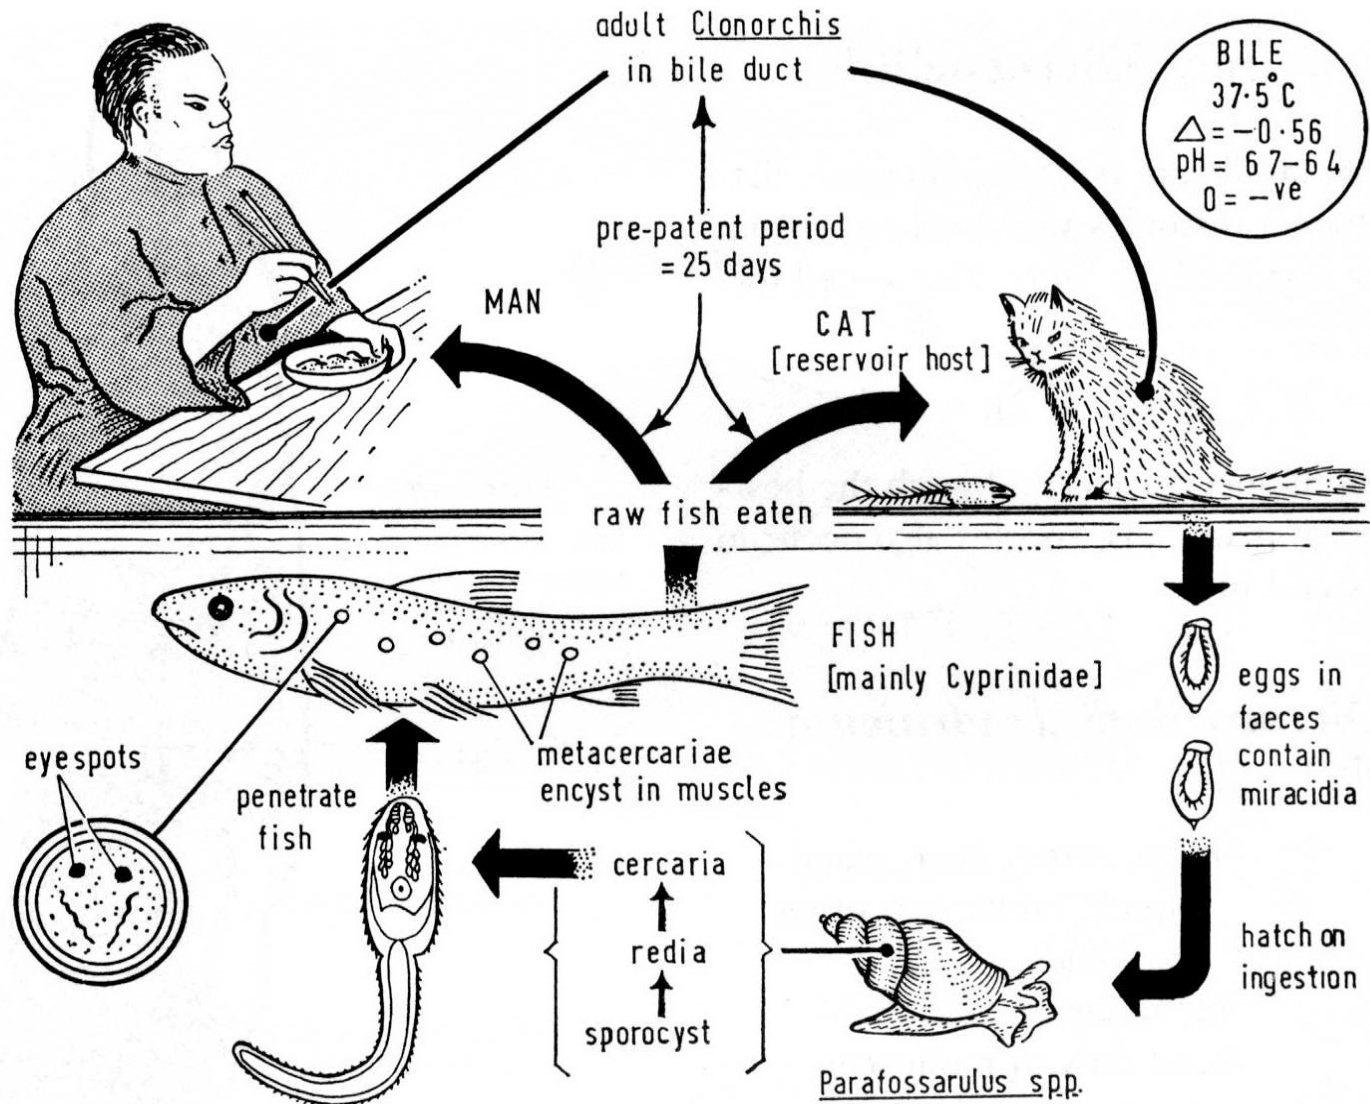 adult Clonorchis
in bile duct
BILE
37·5°C
△ = −0·56
pH = 6 7−6 4
O = −ve
pre-patent period
= 25 days
MAN
CAT
[reservoir host]
raw fish eaten
FISH
[mainly Cyprinidae]
eggs in
faeces
contain
miracidia
eyespots
metacercariae
encyst in muscles
penetrate
fish
cercaria
redia
sporocyst
hatch on
ingestion
Parafossarulus spp.